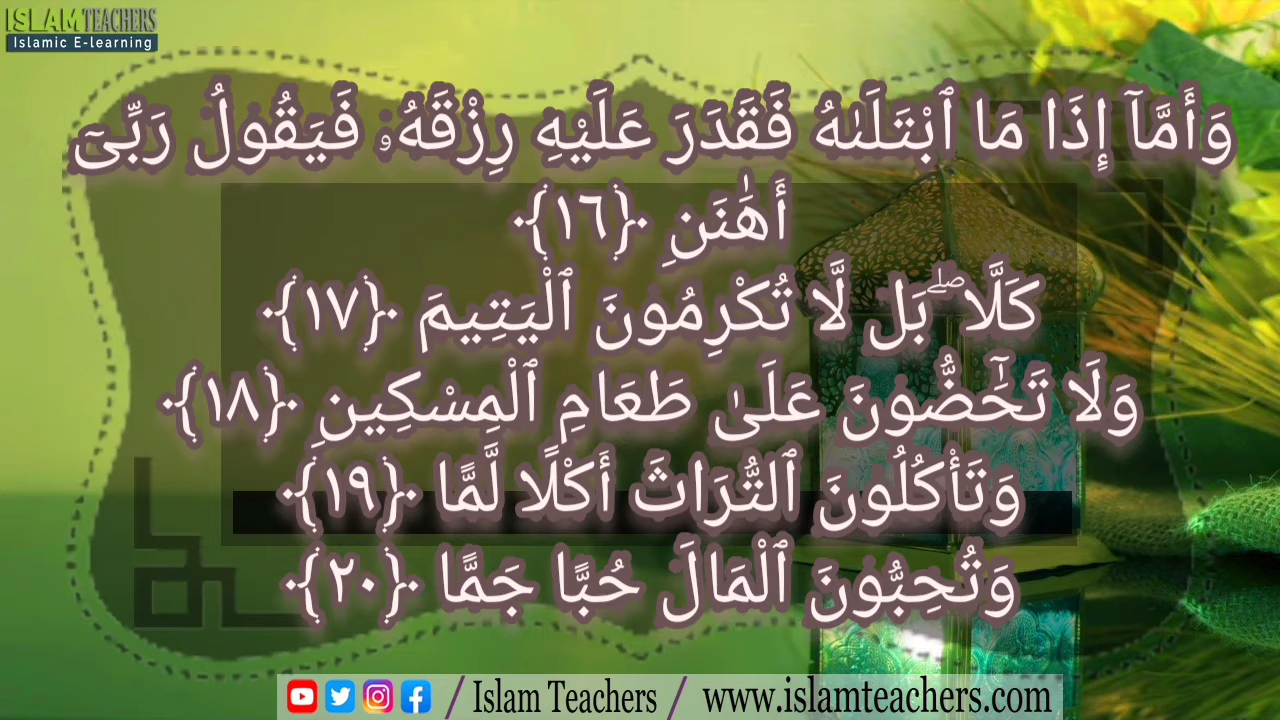 ISLAM TEACHERS
Islamic E-learning
وَأَمَّآ إِذَا مَا ٱبْتَلَىٰهُ فَقَدَرَ عَلَيْهِ رِزْقَهُۥ فَيَقُولُ رَبِّىٓ
أَهَٰنَنِ ﴿١٦﴾
كَلَّا ۖ بَل لَّا تُكْرِمُونَ ٱلْيَتِيمَ ﴿١٧﴾
وَلَا تَحَٰٓضُّونَ عَلَىٰ طَعَامِ ٱلْمِسْكِينِ ﴿١٨﴾
وَتَأْكُلُونَ ٱلتُّرَاثَ أَكْلًا لَّمًّا ﴿١٩﴾
وَتُحِبُّونَ ٱلْمَالَ حُبًّا جَمًّا ﴿٢٠﴾
/ Islam Teachers / www.islamteachers.com